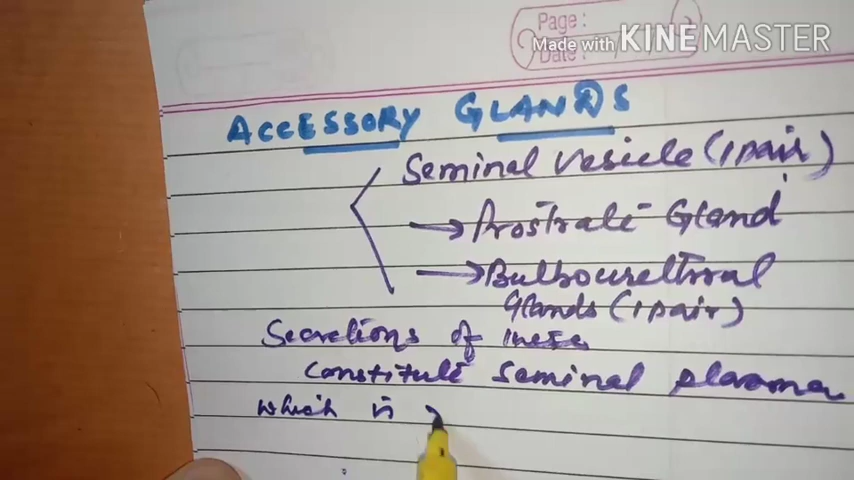 Page:
Date:
Made with KINEMASTER
ACCESSORY GLANDS
Seminal Vesicle (1 pair)
→ Prostrate Gland
→ Bulbourethral
Glands (1 pair)
Secretions of these
constitute seminal plasma
which is